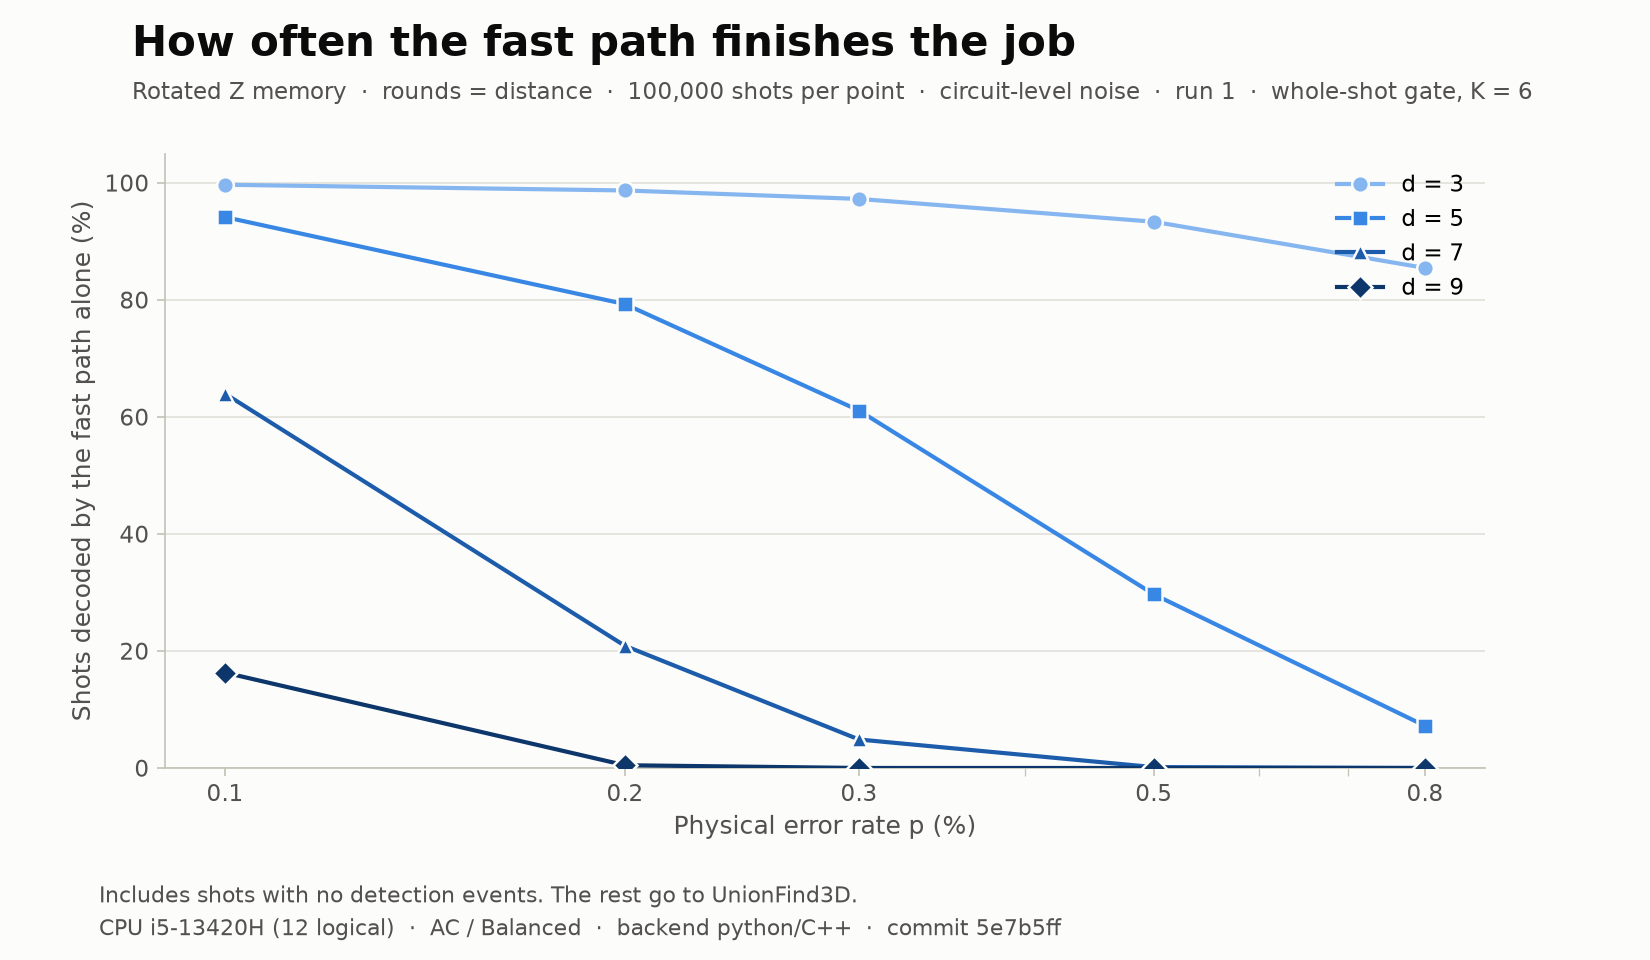 How often the fast path finishes the job
Rotated Z memory · rounds = distance · 100,000 shots per point · circuit-level noise · run 1 · whole-shot gate, K = 6
Shots decoded by the fast path alone (%)
100
80
60
40
20
0
d = 3
d = 5
d = 7
d = 9
0.1 0.2 0.3 0.5 0.8
Physical error rate p (%)
Includes shots with no detection events. The rest go to UnionFind3D.
CPU i5-13420H (12 logical) · AC / Balanced · backend python/C++ · commit 5e7b5ff